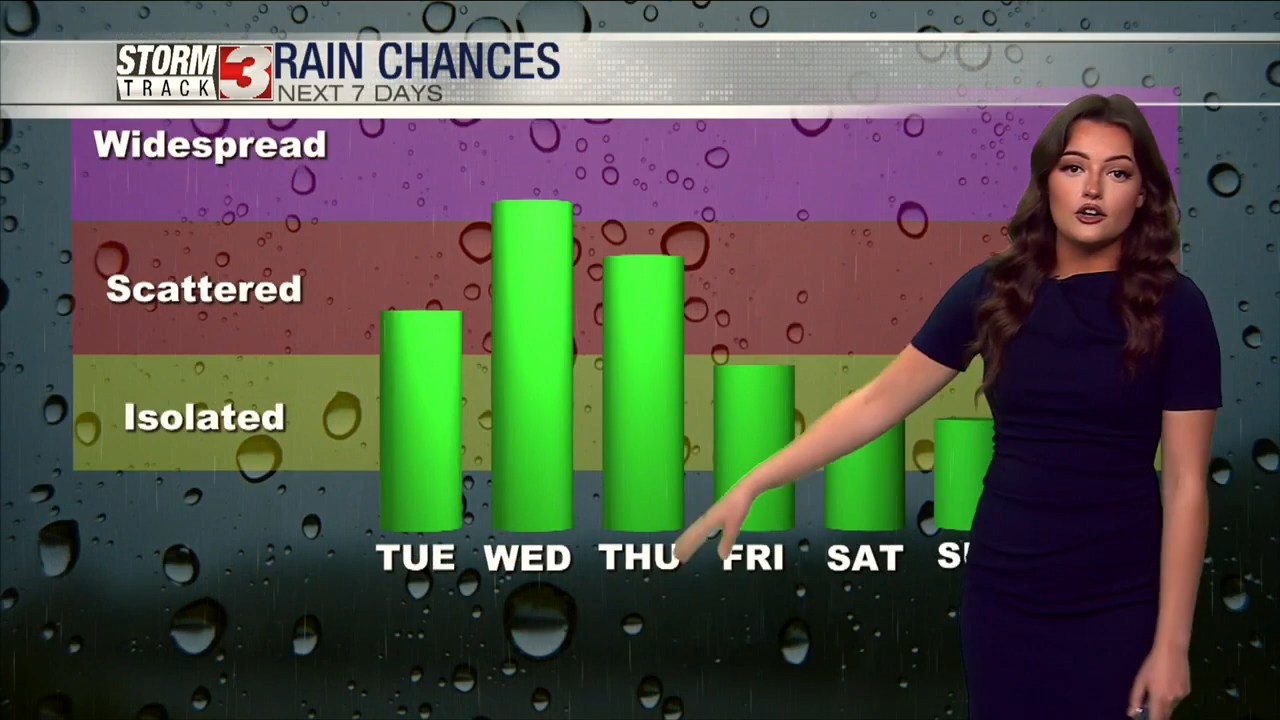 STORM
TRACK
3
RAIN CHANCES
NEXT 7 DAYS
Widespread
Scattered
Isolated
TUE WED THU FRI SAT